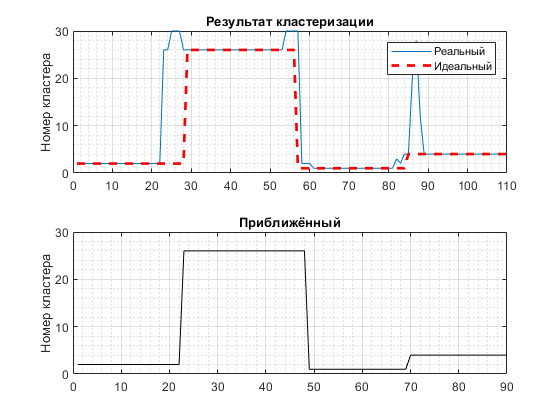 Результат кластеризации
30
20
10
0
Номер кластера
Реальный
Идеальный
0 10 20 30 40 50 60 70 80 90 100 110
Приближённый
30
20
10
0
Номер кластера
0 10 20 30 40 50 60 70 80 90